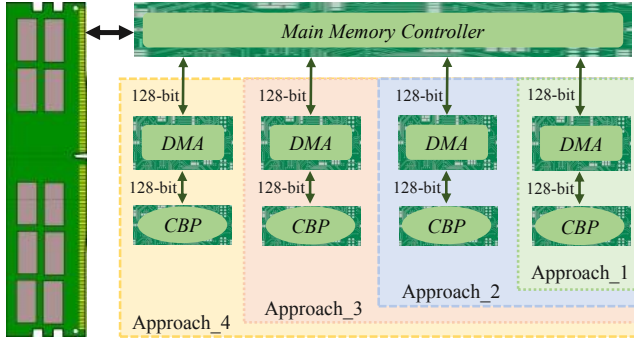 Main Memory Controller
128-bit 128-bit 128-bit 128-bit
DMA DMA DMA DMA
128-bit 128-bit 128-bit 128-bit
CBP CBP CBP CBP
Approach_1
Approach_2
Approach_3
Approach_4